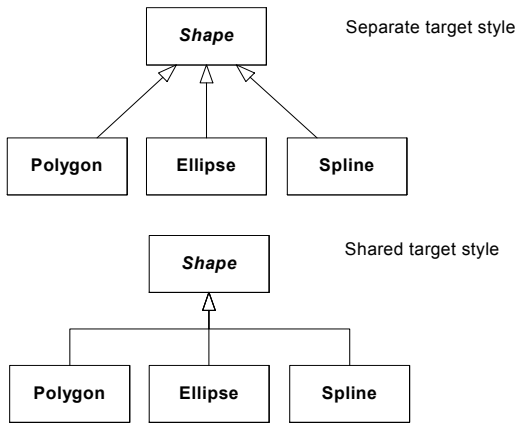 Shape
Separate target style
Polygon
Ellipse
Spline
Shape
Shared target style
Polygon
Ellipse
Spline